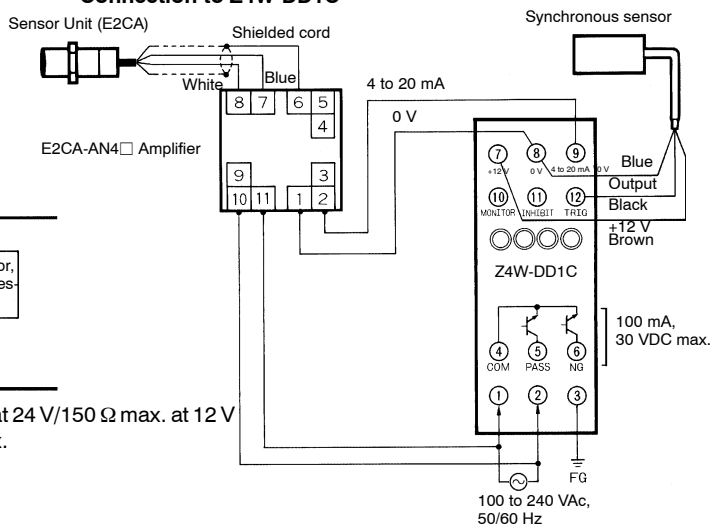 Connection to Z4W-DD1C
Sensor Unit (E2CA)
Shielded cord
Synchronous sensor
White
Blue
8 7 6 5
4
4 to 20 mA
0 V
E2CA-AN4□ Amplifier
9 3
10 11 1 2
7 8 9
+12 V 0 V 4 to 20 mA 0 V
Blue
Output
Black
+12 V
Brown
10 11 12
MONITOR INHIBIT TRIG
Z4W-DD1C
or,
es-
4 5 6
COM PASS NG
100 mA,
30 VDC max.
1 2 3
at 24 V/150 Ω max. at 12 V
FG
100 to 240 VAc,
50/60 Hz